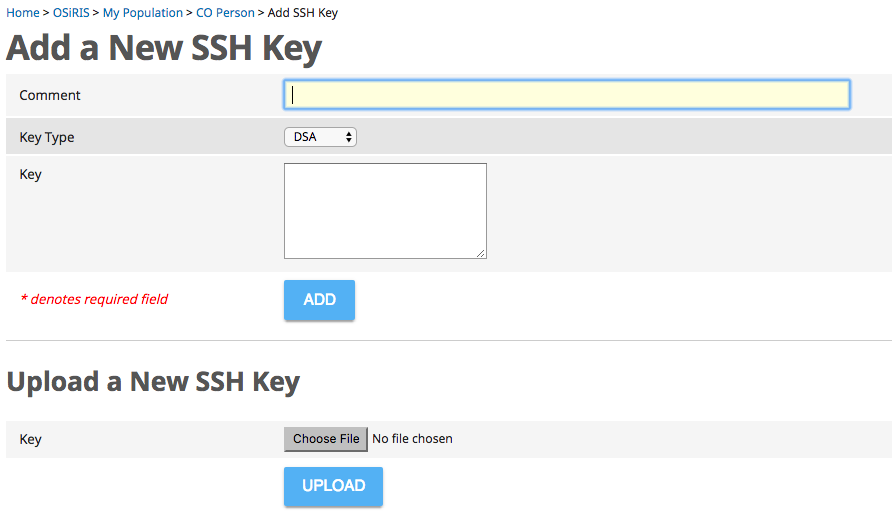 Home > OSiRIS > My Population > CO Person > Add SSH Key
Add a New SSH Key
Comment
Key Type DSA
Key
* denotes required field ADD
Upload a New SSH Key
Key Choose File No file chosen
UPLOAD